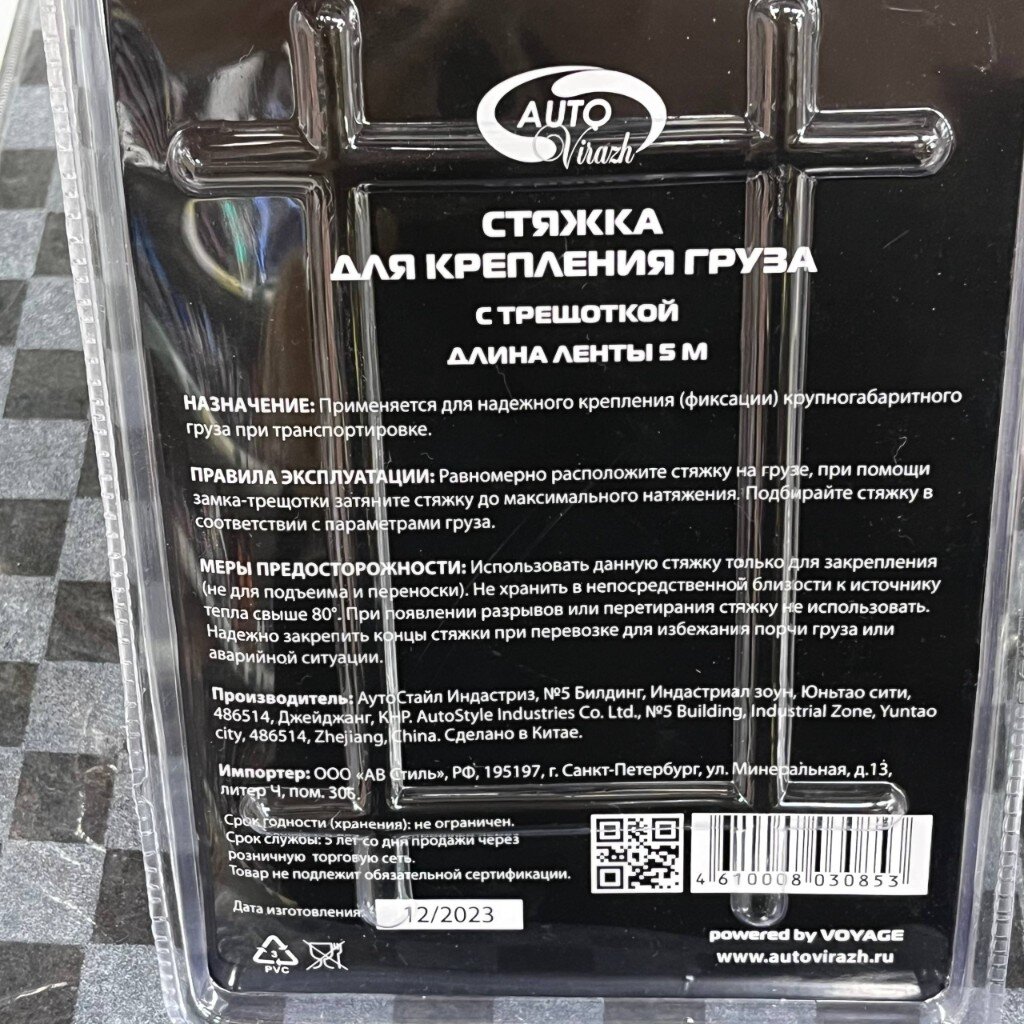 AUTO
Virazh
СТЯЖКА
ДЛЯ КРЕПЛЕНИЯ ГРУЗА
С ТРЕЩОТКОЙ
ДЛИНА ЛЕНТЫ 5 М
НАЗНАЧЕНИЕ: Применяется для надежного крепления (фиксации) крупногабаритного
груза при транспортировке.
ПРАВИЛА ЭКСПЛУАТАЦИИ: Равномерно расположите стяжку на грузе, при помощи
замка-трещотки затяните стяжку до максимального натяжения. Подбирайте стяжку в
соответствии с параметрами груза.
МЕРЫ ПРЕДОСТОРОЖНОСТИ: Использовать данную стяжку только для закрепления
(не для подъеима и переноски). Не хранить в непосредственной близости к источнику
тепла свыше 80°. При появлении разрывов или перетирания стяжку не использовать.
Надежно закрепить концы стяжки при перевозке для избежания порчи груза или
аварийной ситуации.
Производитель: АутоСтайл Индастриз, №5 Билдинг, Индастриал зоун, Юньтао сити,
486514, Джейджанг, КНР. AutoStyle Industries Co. Ltd., №5 Building, Industrial Zone, Yuntao
city, 486514, Zhejiang, China. Сделано в Китае.
Импортер: ООО «АВ Стиль», РФ, 195197, г. Санкт-Петербург, ул. Минеральная, д.13,
литер Ч, пом. 306.
Срок годности (хранения): не ограничен.
Срок службы: 5 лет со дня продажи через
розничную торговую сеть.
Товар не подлежит обязательной сертификации.
4 610008 030853
Дата изготовления: 12/2023
3
PVC
powered by VOYAGE
www.autovirazh.ru